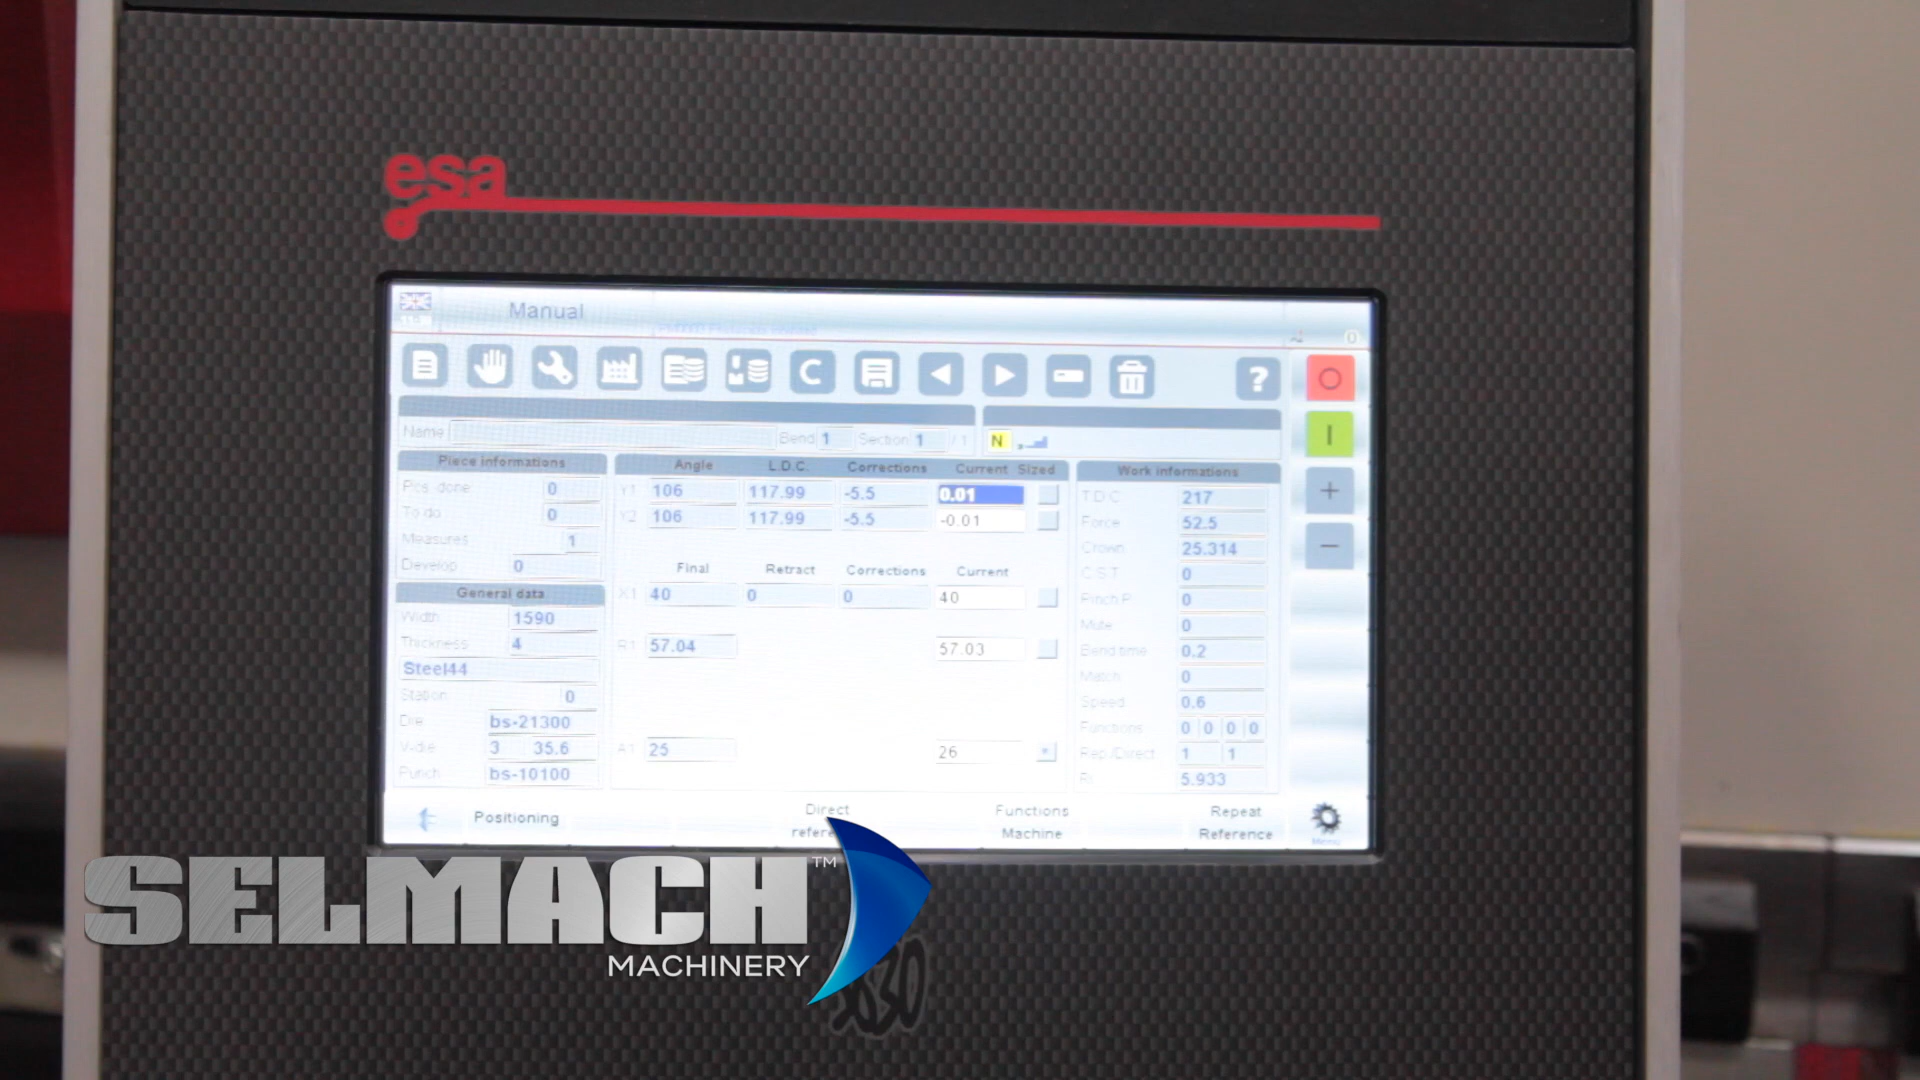 esa
Manual
Name Bend 1 Section 1 / 1 N
Piece informations Angle L.D.C. Corrections Current Sized Work informations
Pcs. done 0 Y1 106 117.99 -5.5 0.01 T.D.C. 217
To do 0 Y2 106 117.99 -5.5 -0.01 Force 52.5
Measures 1 Crown 25.314
Develop 0 Final Retract Corrections Current C.S.T. 0
General data X1 40 0 0 40 Pinch P. 0
Width 1590 Mute 0
Thickness 4 R1 57.04 57.03 Bend time 0.2
Steel44 Match 0
Station 0 Speed 0.6
Die bs-21300 Functions 0 0 0 0
V-die 3 35.6 A1 25 26 Rep./Direct. 1 1
Punch bs-10100 Ri 5.933
Positioning Direct Functions Repeat
Machine Reference
Menu
SELMACH™
MACHINERY